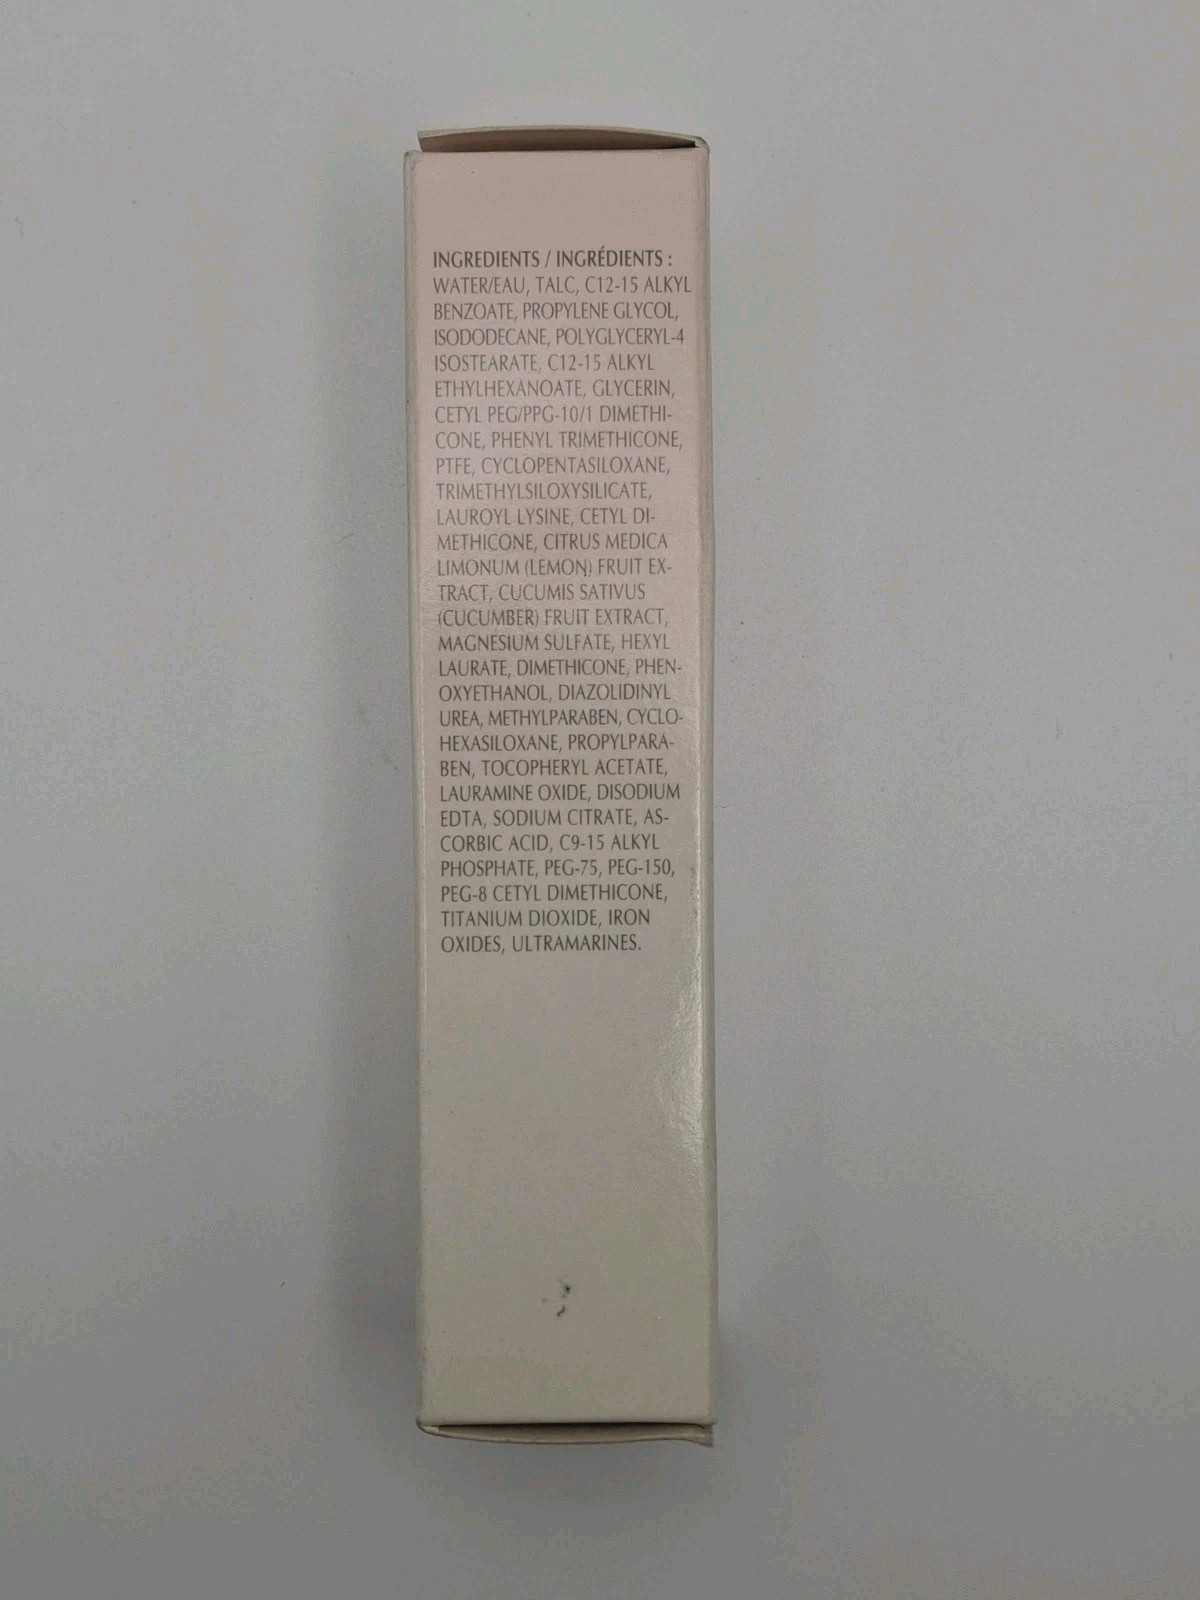 INGREDIENTS / INGRÉDIENTS :
WATER/EAU, TALC, C12-15 ALKYL
BENZOATE, PROPYLENE GLYCOL,
ISODODECANE, POLYGLYCERYL-4
ISOSTEARATE, C12-15 ALKYL
ETHYLHEXANOATE, GLYCERIN,
CETYL PEG/PPG-10/1 DIMETHI-
CONE, PHENYL TRIMETHICONE,
PTFE, CYCLOPENTASILOXANE,
TRIMETHYLSILOXYSILICATE,
LAUROYL LYSINE, CETYL DI-
METHICONE, CITRUS MEDICA
LIMONUM (LEMON) FRUIT EX-
TRACT, CUCUMIS SATIVUS
(CUCUMBER) FRUIT EXTRACT,
MAGNESIUM SULFATE, HEXYL
LAURATE, DIMETHICONE, PHEN-
OXYETHANOL, DIAZOLIDINYL
UREA, METHYLPARABEN, CYCLO-
HEXASILOXANE, PROPYLPARA-
BEN, TOCOPHERYL ACETATE,
LAURAMINE OXIDE, DISODIUM
EDTA, SODIUM CITRATE, AS-
CORBIC ACID, C9-15 ALKYL
PHOSPHATE, PEG-75, PEG-150,
PEG-8 CETYL DIMETHICONE,
TITANIUM DIOXIDE, IRON
OXIDES, ULTRAMARINES.